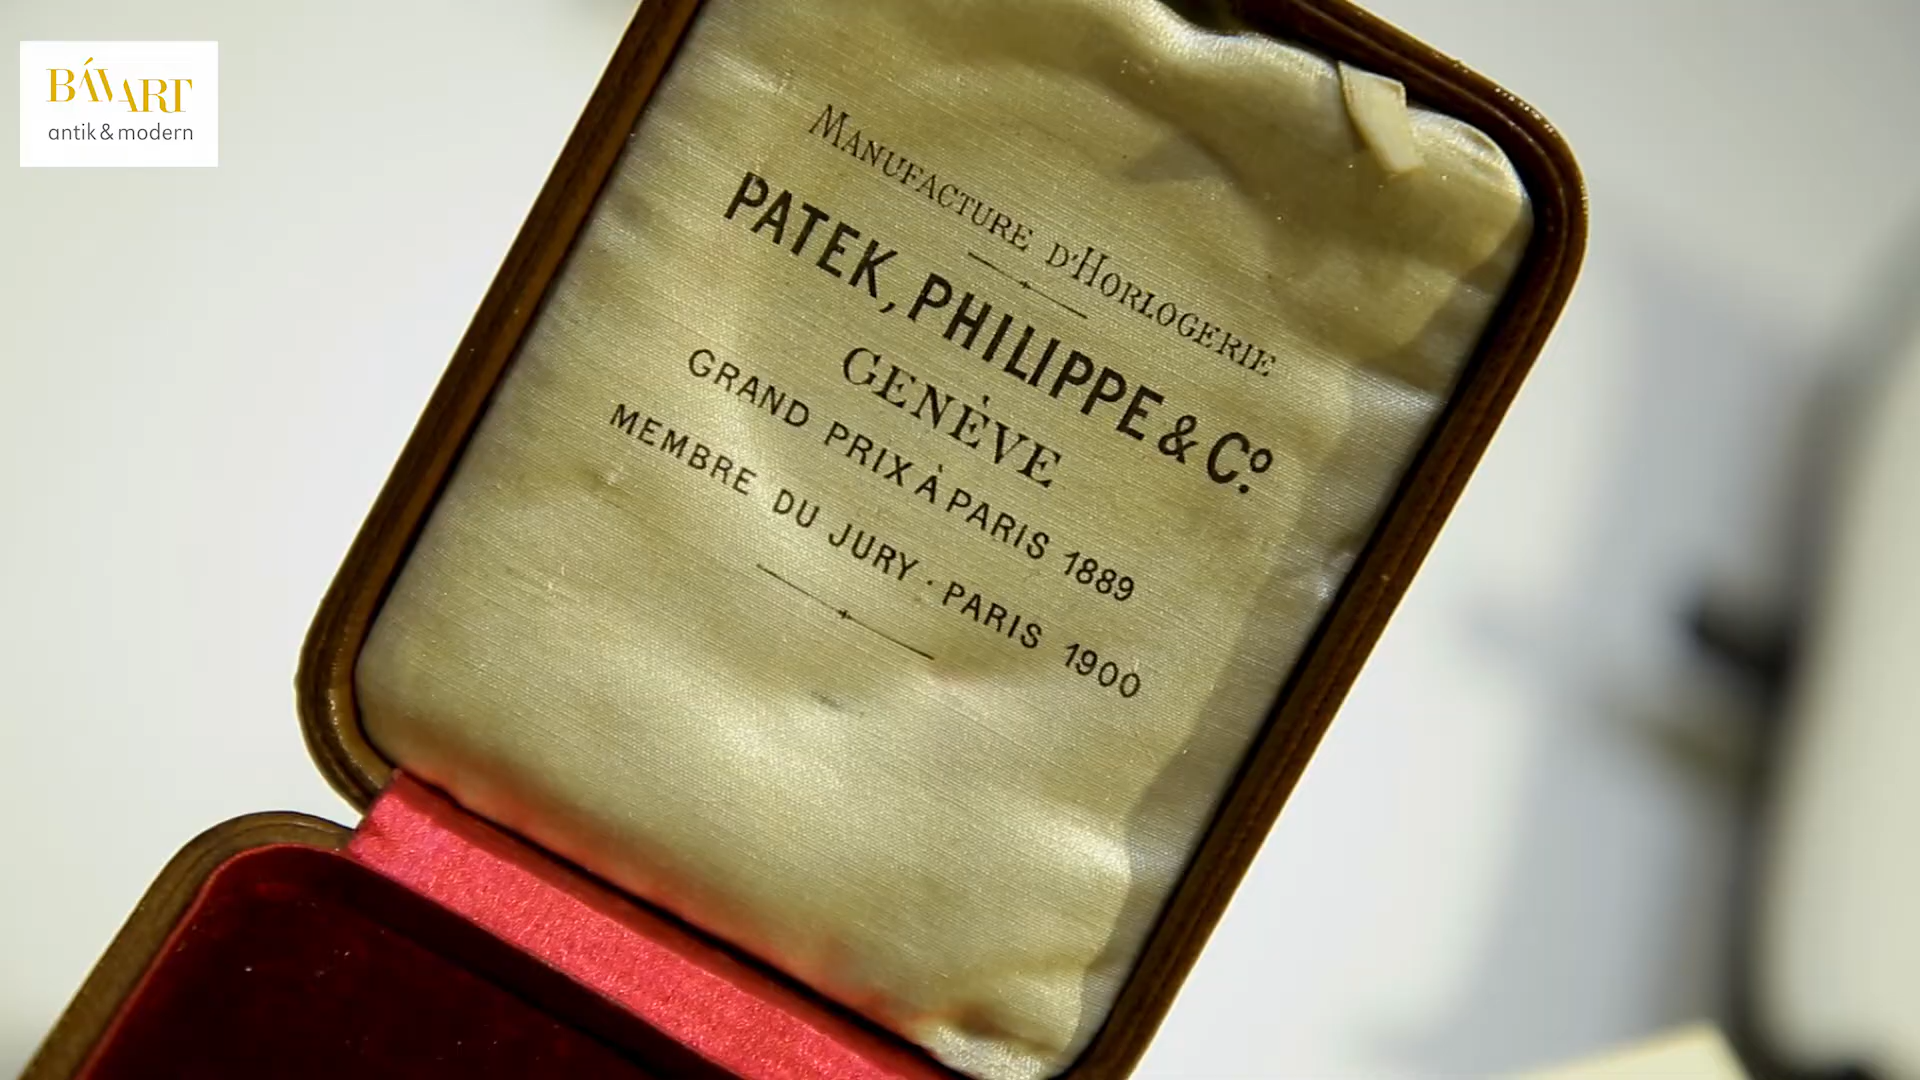 BÁVART
antik & modern
MANUFACTURE D'HORLOGERIE
PATEK, PHILIPPE & Cº.
GENÈVE
GRAND PRIX À PARIS 1889
MEMBRE DU JURY · PARIS 1900